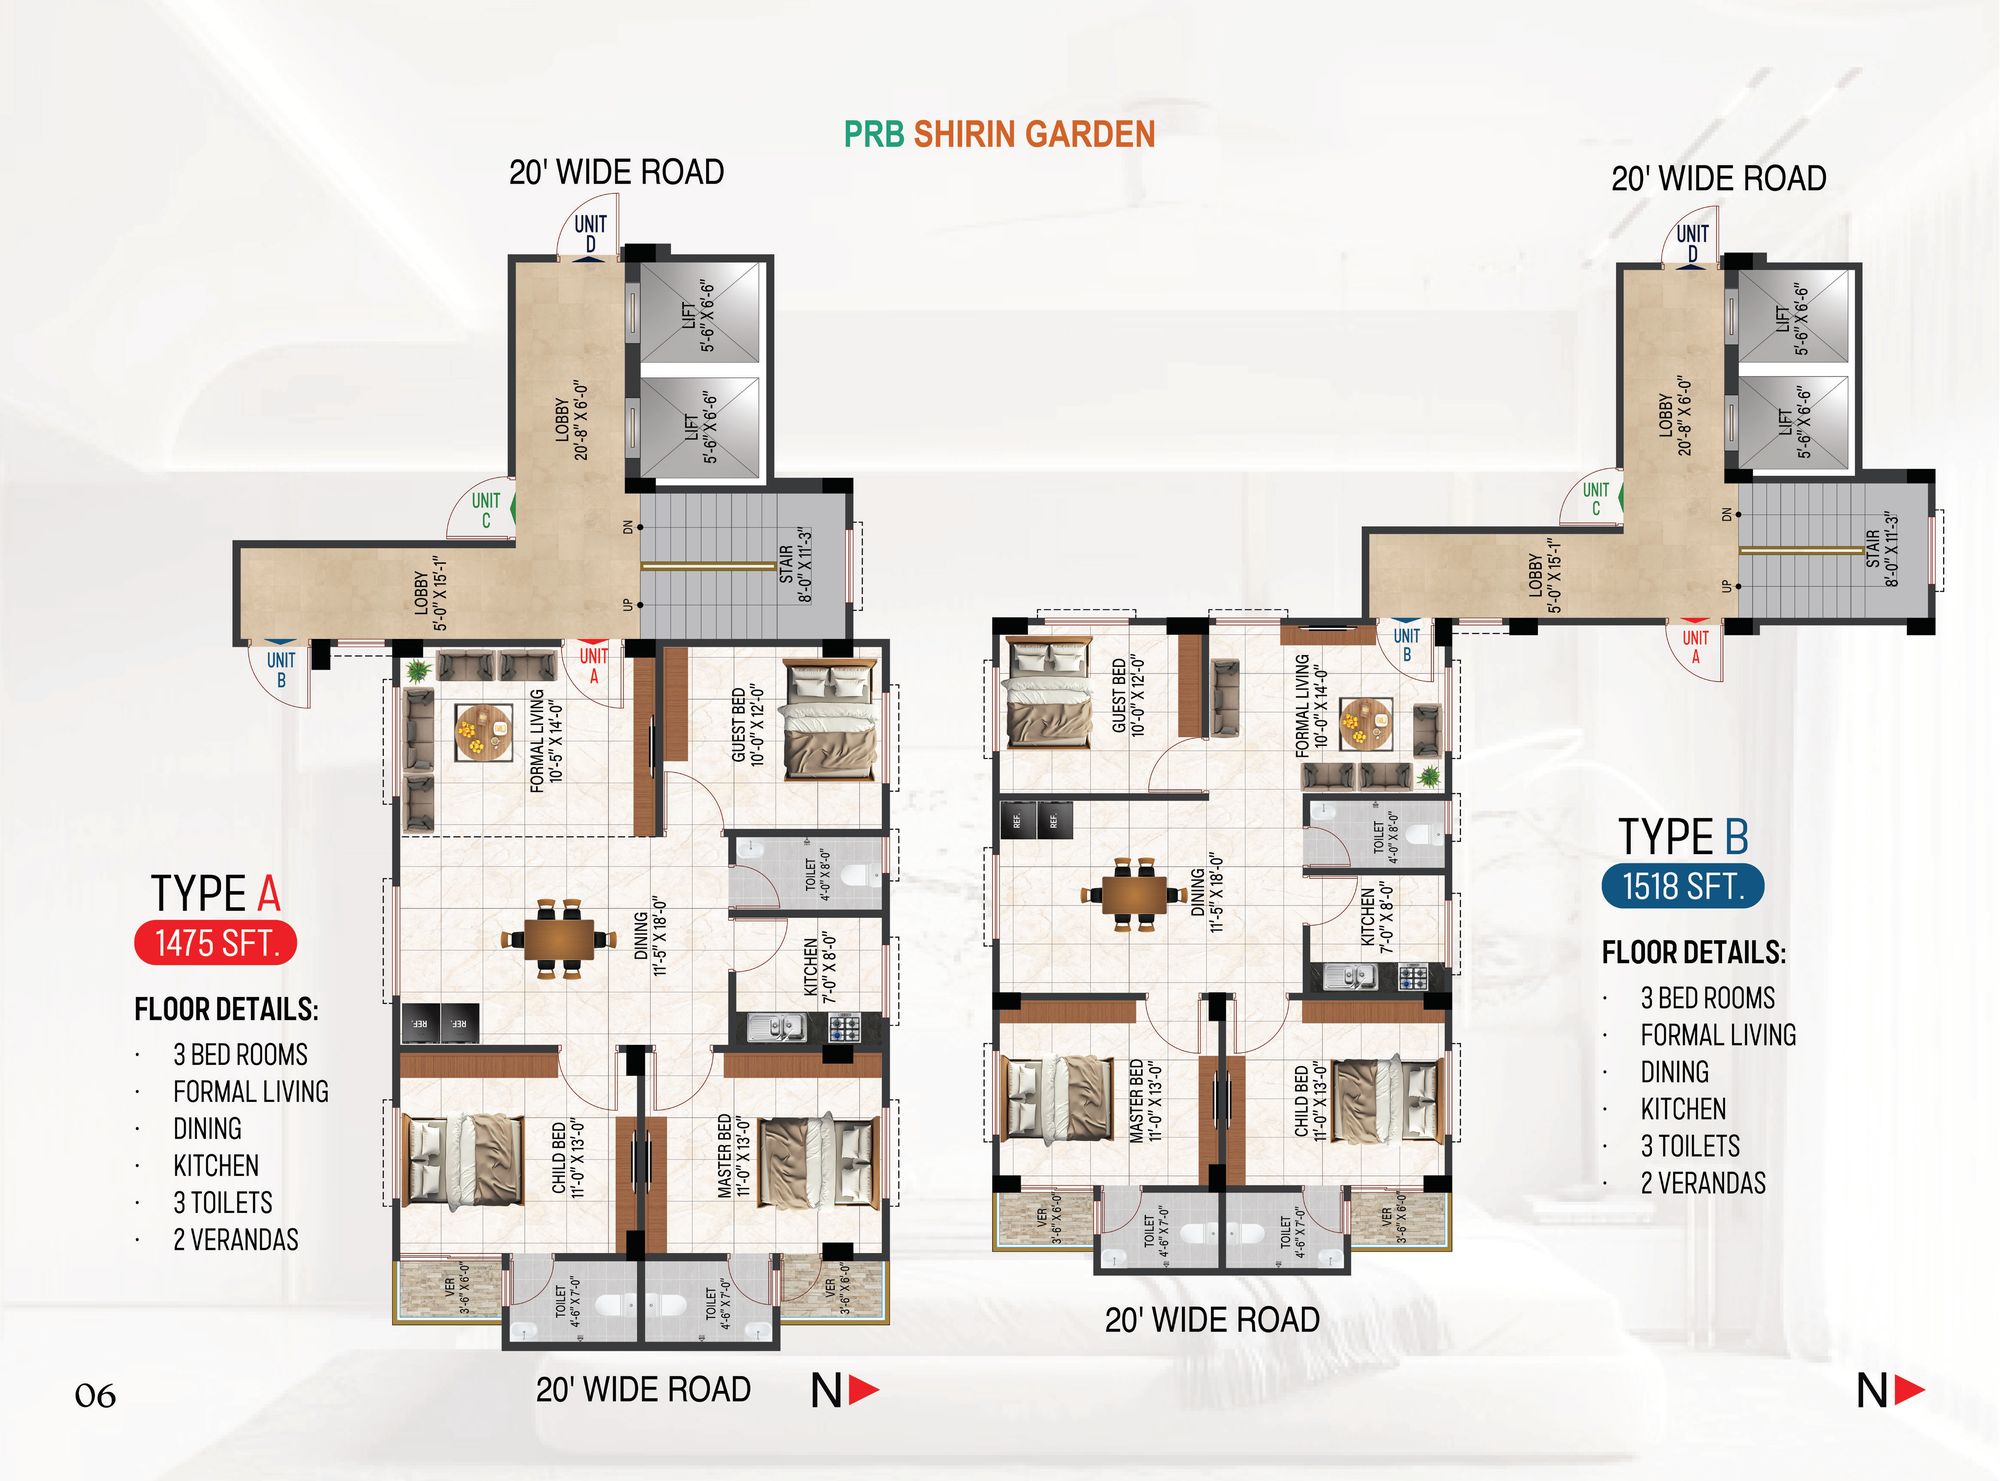 PRB SHIRIN GARDEN
20' WIDE ROAD
UNIT
D
LIFT
5'-6" X 6'-6"
LIFT
5'-6" X 6'-6"
LOBBY
20'-8" X 6'-0"
UNIT
C
DN
UP
STAIR
8'-0" X 11'-3"
LOBBY
5'-0" X 15'-1"
UNIT
B
UNIT
A
FORMAL LIVING
10'-5" X 14'-0"
GUEST BED
10'-0" X 12'-0"
TOILET
4'-0" X 8'-0"
DINING
11'-5" X 18'-0"
KITCHEN
7'-0" X 8'-0"
REF.
REF.
CHILD BED
11'-0" X 13'-0"
MASTER BED
11'-0" X 13'-0"
VER
3'-6" X 6'-0"
TOILET
4'-6" X 7'-0"
TOILET
4'-6" X 7'-0"
VER
3'-6" X 6'-0"
20' WIDE ROAD
N
TYPE A
1475 SFT.
FLOOR DETAILS:
· 3 BED ROOMS
· FORMAL LIVING
· DINING
· KITCHEN
· 3 TOILETS
· 2 VERANDAS
20' WIDE ROAD
UNIT
D
LIFT
5'-6" X 6'-6"
LIFT
5'-6" X 6'-6"
LOBBY
20'-8" X 6'-0"
UNIT
C
DN
UP
STAIR
8'-0" X 11'-3"
LOBBY
5'-0" X 15'-1"
UNIT
B
UNIT
A
GUEST BED
10'-0" X 12'-0"
FORMAL LIVING
10'-0" X 14'-0"
REF.
REF.
TOILET
4'-0" X 8'-0"
DINING
11'-5" X 18'-0"
KITCHEN
7'-0" X 8'-0"
MASTER BED
11'-0" X 13'-0"
CHILD BED
11'-0" X 13'-0"
VER
3'-6" X 6'-0"
TOILET
4'-6" X 7'-0"
TOILET
4'-6" X 7'-0"
VER
3'-6" X 6'-0"
20' WIDE ROAD
TYPE B
1518 SFT.
FLOOR DETAILS:
· 3 BED ROOMS
· FORMAL LIVING
· DINING
· KITCHEN
· 3 TOILETS
· 2 VERANDAS
N
06